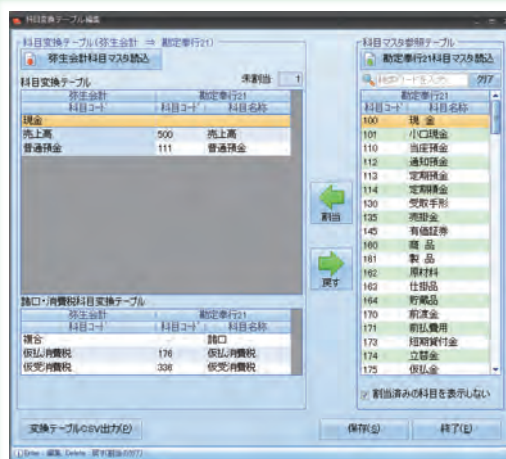 科目変換テーブル編集
科目変換テーブル(弥生会計 ⇒ 勘定奉行21)
弥生会計科目マスタ読込
科目変換テーブル 未割当 1
弥生会計 勘定奉行21
科目コード 科目コード 科目名称
現金
売上高 500 売上高
普通預金 111 普通預金
諸口・消費税科目変換テーブル
弥生会計 勘定奉行21
科目コード 科目コード 科目名称
複合 諸口
仮払消費税 176 仮払消費税
仮受消費税 336 仮受消費税
変換テーブルCSV出力(P)
割当
戻す
科目マスタ参照テーブル
勘定奉行21科目マスタ読込
クリア
勘定奉行21
科目コード 科目名称
100 現 金
101 小口現金
110 当座預金
112 通知預金
113 定期預金
114 定期積金
130 受取手形
135 売掛金
145 有価証券
160 商 品
161 製 品
162 原材料
163 仕掛品
164 貯蔵品
170 前渡金
171 前払費用
173 短期貸付金
174 立替金
175 仮払金
割当済みの科目を表示しない
保存(S) 終了(E)